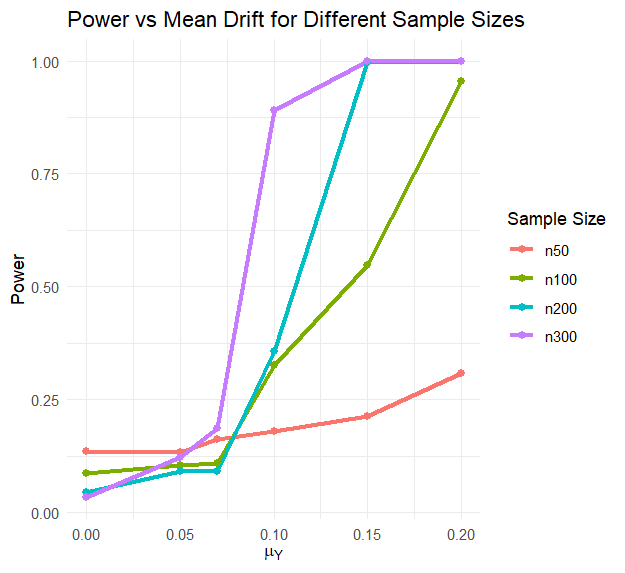 Power vs Mean Drift for Different Sample Sizes
1.00
0.75
0.50
0.25
0.00
Power
0.00 0.05 0.10 0.15 0.20
μY
Sample Size
n50
n100
n200
n300